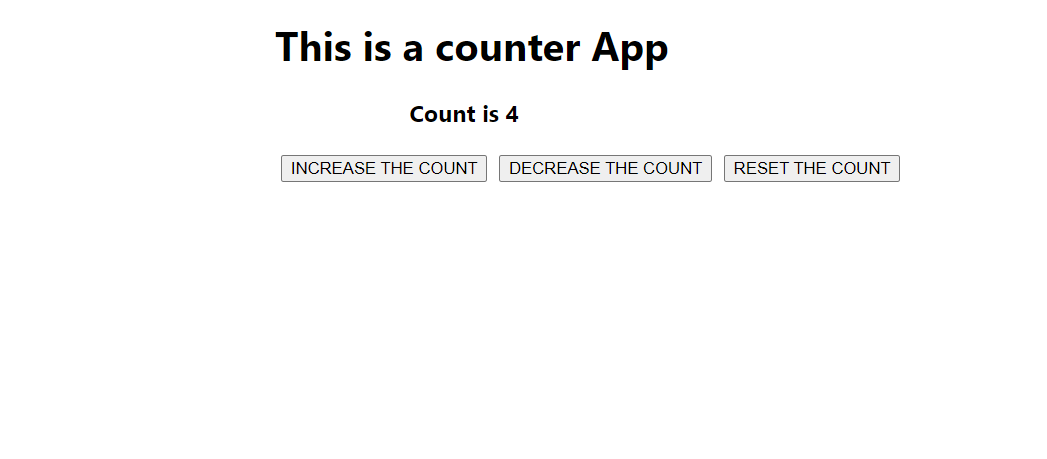 This is a counter App
Count is 4
INCREASE THE COUNT DECREASE THE COUNT RESET THE COUNT